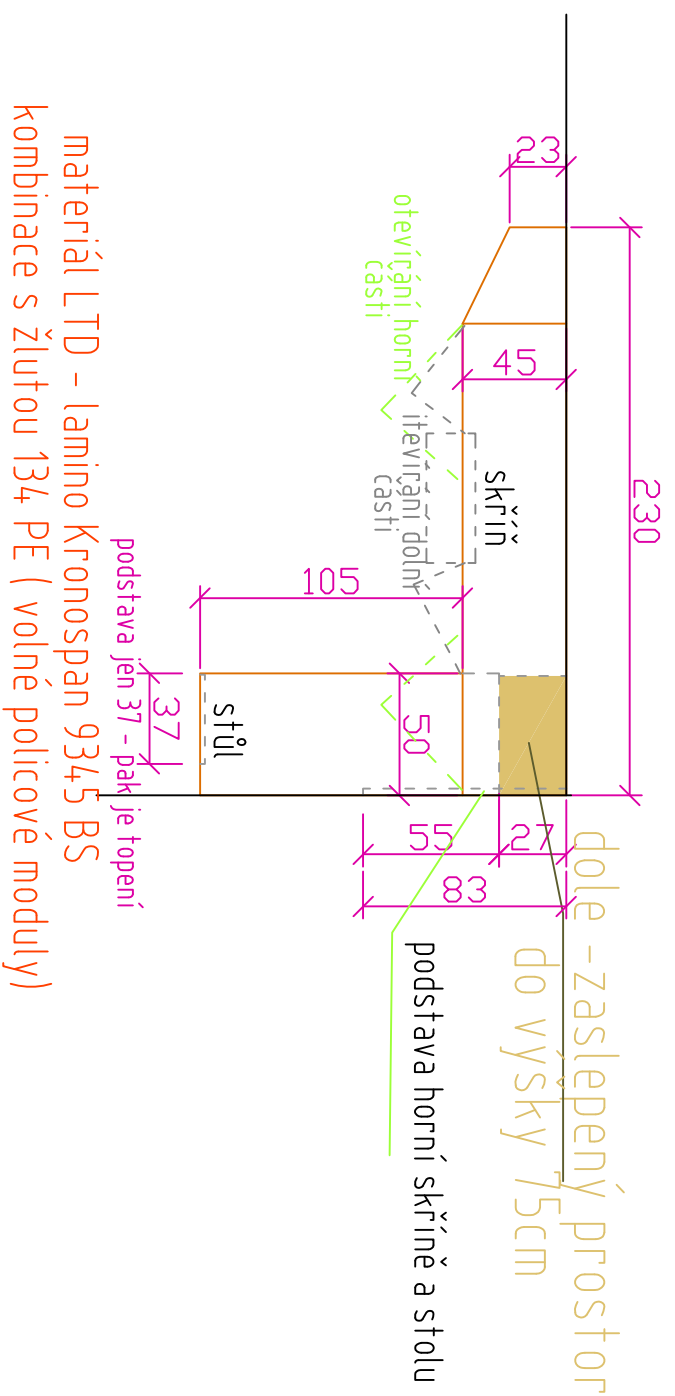 dole -zaslepený prostor
do výšky 75cm
230
23
45
skříň
otevírání horní
části
itevírání dolní
části
105
50
37
stůl
27
55
83
podstava horní skříně a stolu
podstava jen 37 - pak je topení
materiál LTD - lamino Kronospan 9345 BS
kombinace s žlutou 134 PE ( volné policové moduly)